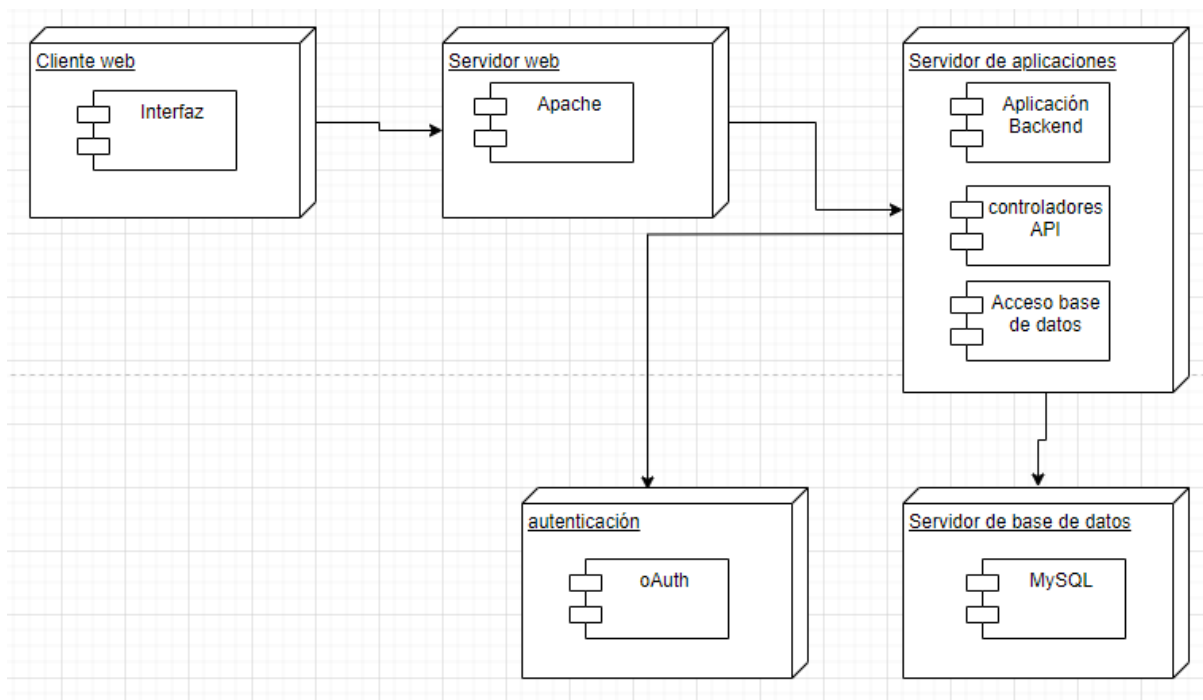 Cliente web
Interfaz
Servidor web
Apache
Servidor de aplicaciones
Aplicación
Backend
controladores
API
Acceso base
de datos
autenticación
oAuth
Servidor de base de datos
MySQL